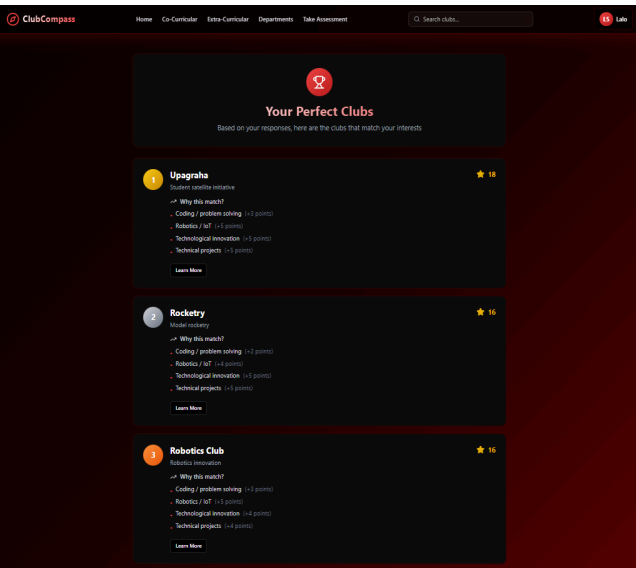 ClubCompass
Home Co-Curricular Extra-Curricular Departments Take Assessment
Search clubs...
LS Lalo
Your Perfect Clubs
Based on your responses, here are the clubs that match your interests
1
Upagraha
18
Student satellite initiative
Why this match?
Coding / problem solving (+3 points)
Robotics / IoT (+5 points)
Technological innovation (+5 points)
Technical projects (+5 points)
Learn More
2
Rocketry
16
Model rocketry
Why this match?
Coding / problem solving (+2 points)
Robotics / IoT (+4 points)
Technological innovation (+5 points)
Technical projects (+5 points)
Learn More
3
Robotics Club
16
Robotics innovation
Why this match?
Coding / problem solving (+3 points)
Robotics / IoT (+5 points)
Technological innovation (+4 points)
Technical projects (+4 points)
Learn More